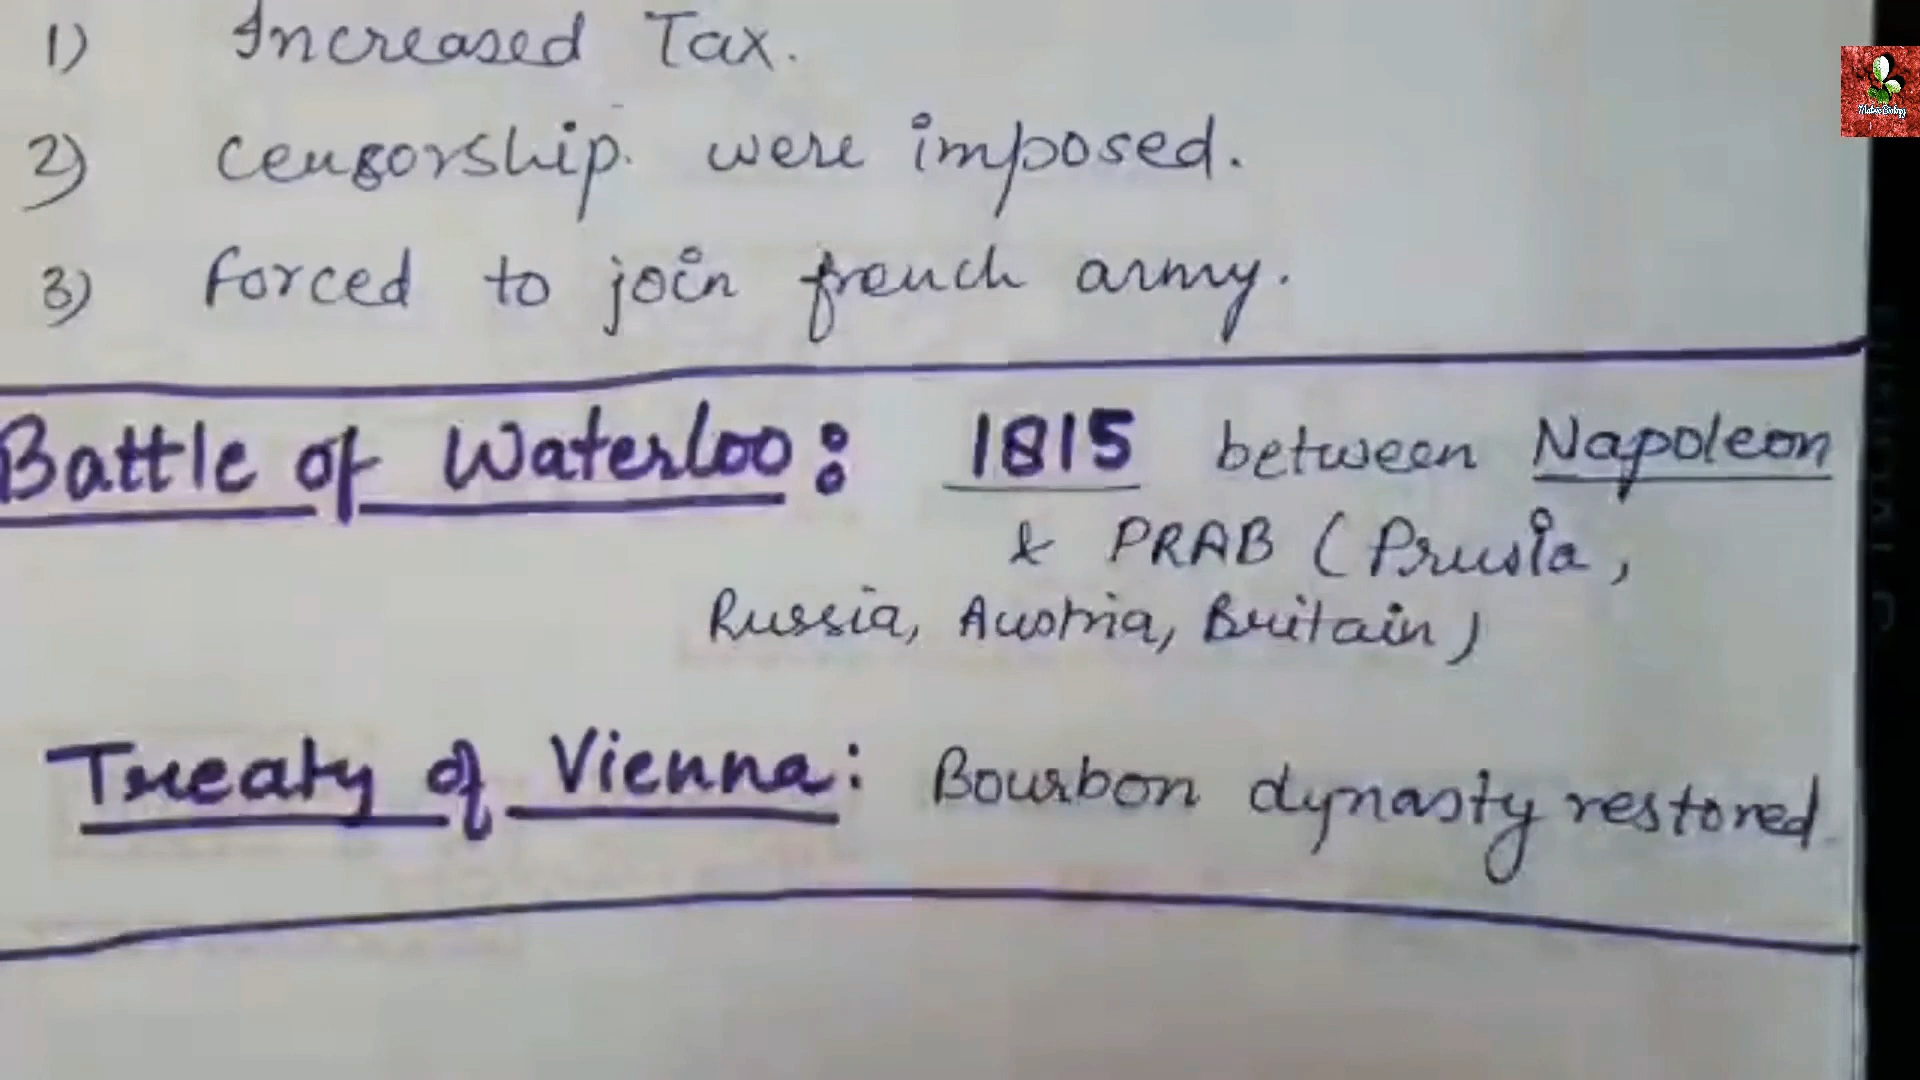 1) Increased Tax.
2) censorship. were imposed.
3) forced to join french army.
Battle of Waterloo: 1815 between Napoleon
& PRAB (Prusia,
Russia, Austria, Britain)
Treaty of Vienna: Bourbon dynasty restored.